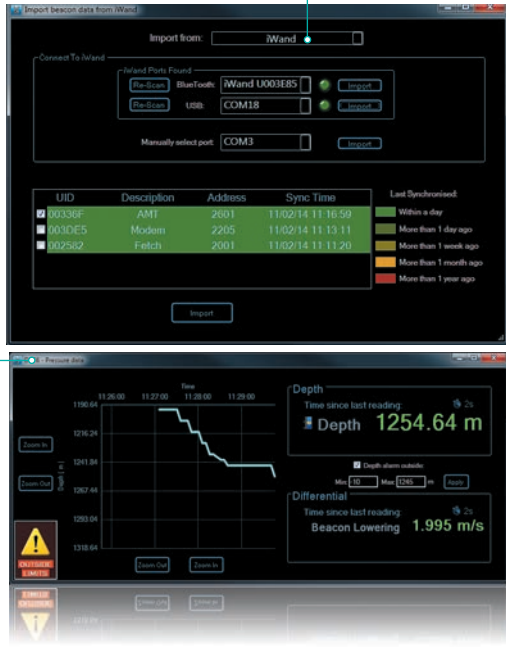 Import beacon data from iWand
Import from: iWand
Connect To iWand
iWand Ports Found
Re-Scan BlueTooth: iWand U003E85 Import
Re-Scan USB: COM18 Import
Manually select port: COM3 Import
UID Description Address Sync Time
00336F AMT 2601 11/02/14 11:16:59
003DE5 Modem 2205 11/02/14 11:13:11
002582 Fetch 2001 11/02/14 11:11:20
Last Synchronised:
Within a day
More than 1 day ago
More than 1 week ago
More than 1 month ago
More than 1 year ago
Import
- Pressure data
Time
11:26:00 11:27:00 11:28:00 11:29:00
Depth [m]
1190.64
1216.24
1241.84
1267.44
1293.04
1318.64
Zoom In
Zoom Out
Zoom Out Zoom In
OUTSIDE
LIMITS
Depth
Time since last reading: 2s
Depth 1254.64 m
Depth alarm outside:
Min: -10 Max: 1245 m Apply
Differential
Time since last reading: 2s
Beacon Lowering 1.995 m/s